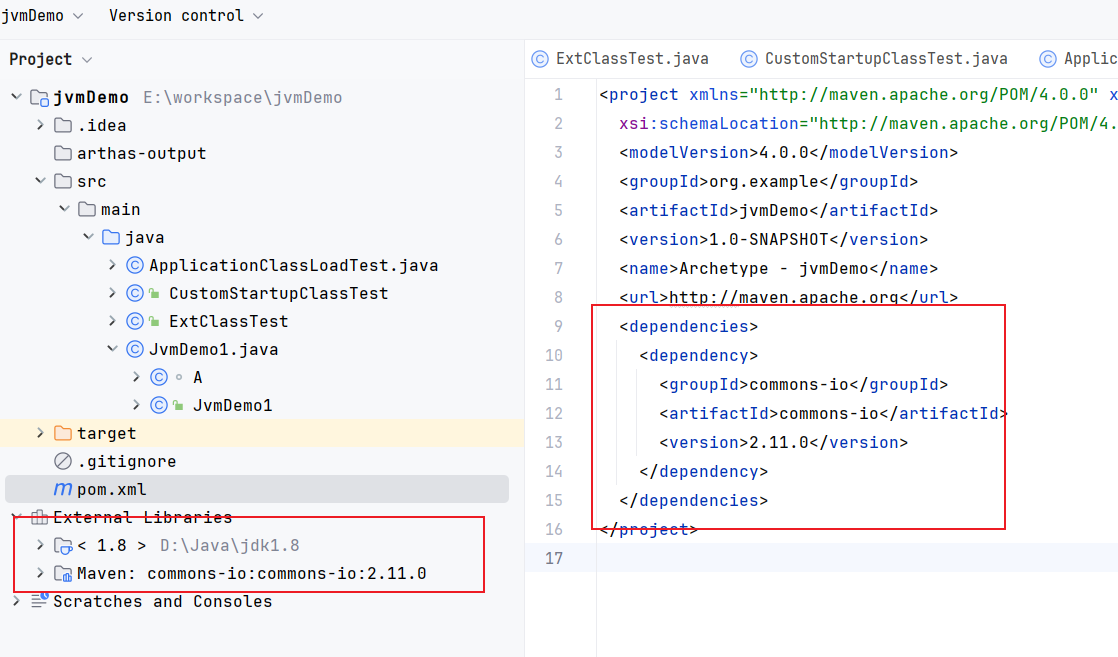 jvmDemo Version control
Project
jvmDemo E:\workspace\jvmDemo
.idea
arthas-output
src
main
java
ApplicationClassLoadTest.java
CustomStartupClassTest
ExtClassTest
JvmDemo1.java
A
JvmDemo1
target
.gitignore
pom.xml
External Libraries
< 1.8 > D:\Java\jdk1.8
Maven: commons-io:commons-io:2.11.0
Scratches and Consoles
ExtClassTest.java CustomStartupClassTest.java Applic
1 <project xmlns="http://maven.apache.org/POM/4.0.0" x
2 xsi:schemaLocation="http://maven.apache.org/POM/4.
3 <modelVersion>4.0.0</modelVersion>
4 <groupId>org.example</groupId>
5 <artifactId>jvmDemo</artifactId>
6 <version>1.0-SNAPSHOT</version>
7 <name>Archetype - jvmDemo</name>
8 <url>http://maven.apache.org</url>
9 <dependencies>
10 <dependency>
11 <groupId>commons-io</groupId>
12 <artifactId>commons-io</artifactId>
13 <version>2.11.0</version>
14 </dependency>
15 </dependencies>
16 </project>
17